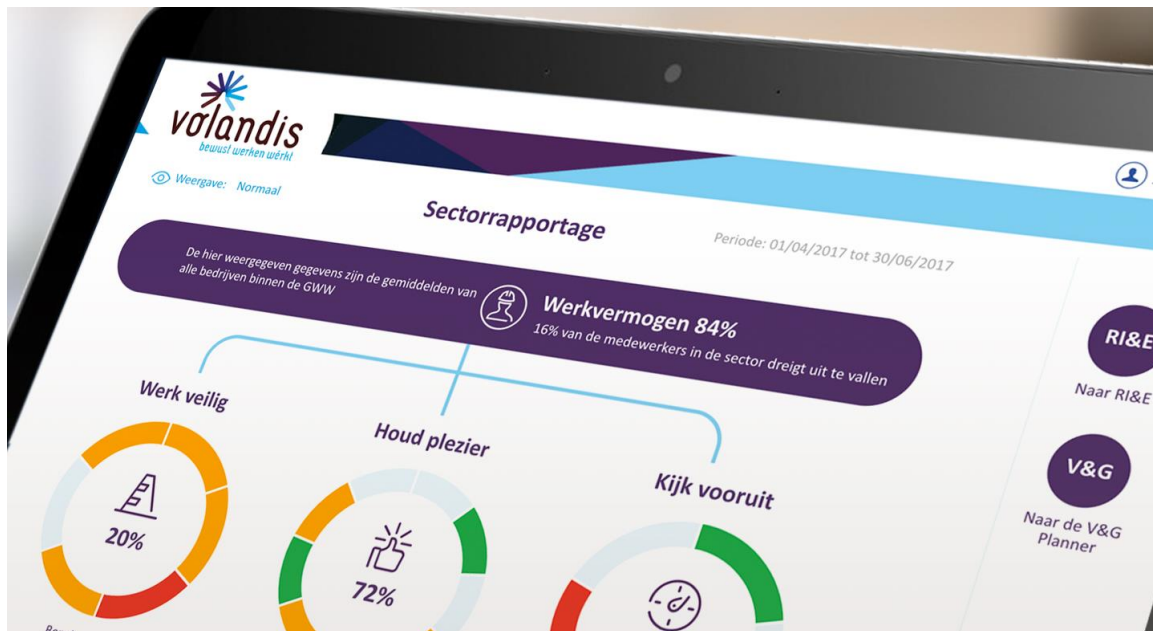 volandis
bewust werken wérkt
Weergave: Normaal
Sectorrapportage
Periode: 01/04/2017 tot 30/06/2017
De hier weergegeven gegevens zijn de gemiddelden van
alle bedrijven binnen de GWW
Werkvermogen 84%
16% van de medewerkers in de sector dreigt uit te vallen
RI&E
Naar RI&E
Werk veilig
Houd plezier
Kijk vooruit
V&G
Naar de V&G
Planner
20%
72%